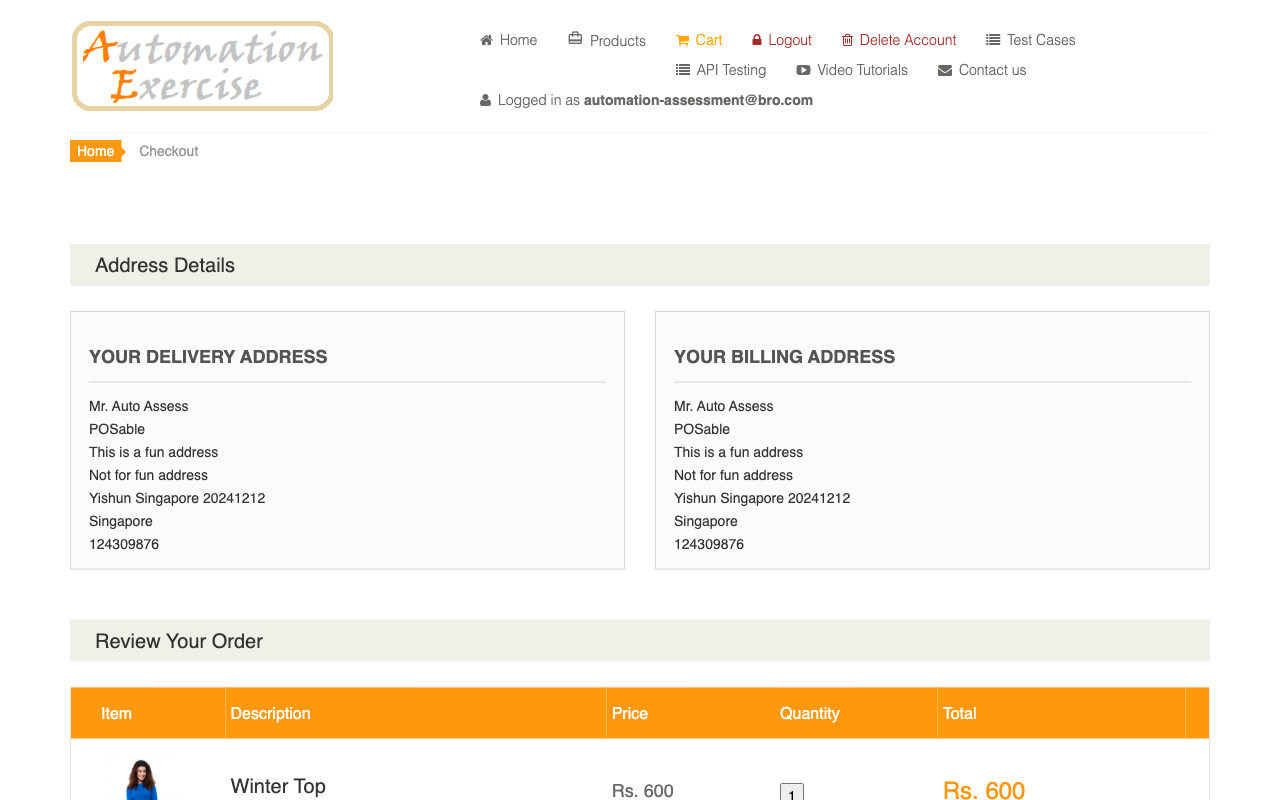 Automation
Exercise
Home Products Cart Logout Delete Account Test Cases
API Testing Video Tutorials Contact us
Logged in as automation-assessment@bro.com
Home Checkout
Address Details
YOUR DELIVERY ADDRESS
Mr. Auto Assess
POSable
This is a fun address
Not for fun address
Yishun Singapore 20241212
Singapore
124309876
YOUR BILLING ADDRESS
Mr. Auto Assess
POSable
This is a fun address
Not for fun address
Yishun Singapore 20241212
Singapore
124309876
Review Your Order
Item Description Price Quantity Total
Winter Top Rs. 600 1 Rs. 600